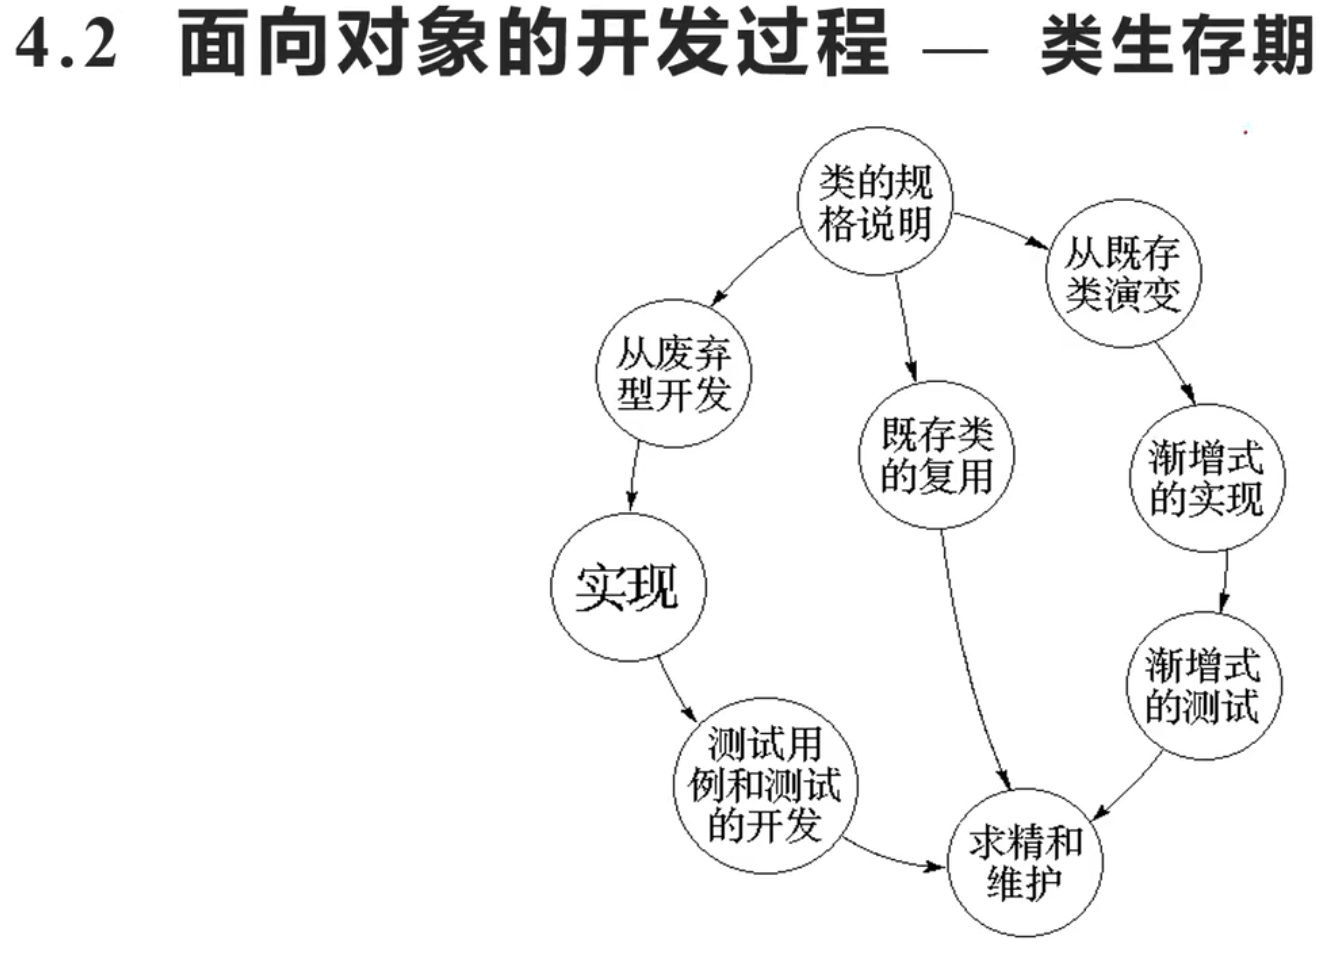 4.2 面向对象的开发过程 — 类生存期
类的规
格说明
从既存
类演变
从废弃
型开发
既存类
的复用
渐增式
的实现
实现
渐增式
的测试
测试用
例和测试
的开发
求精和
维护